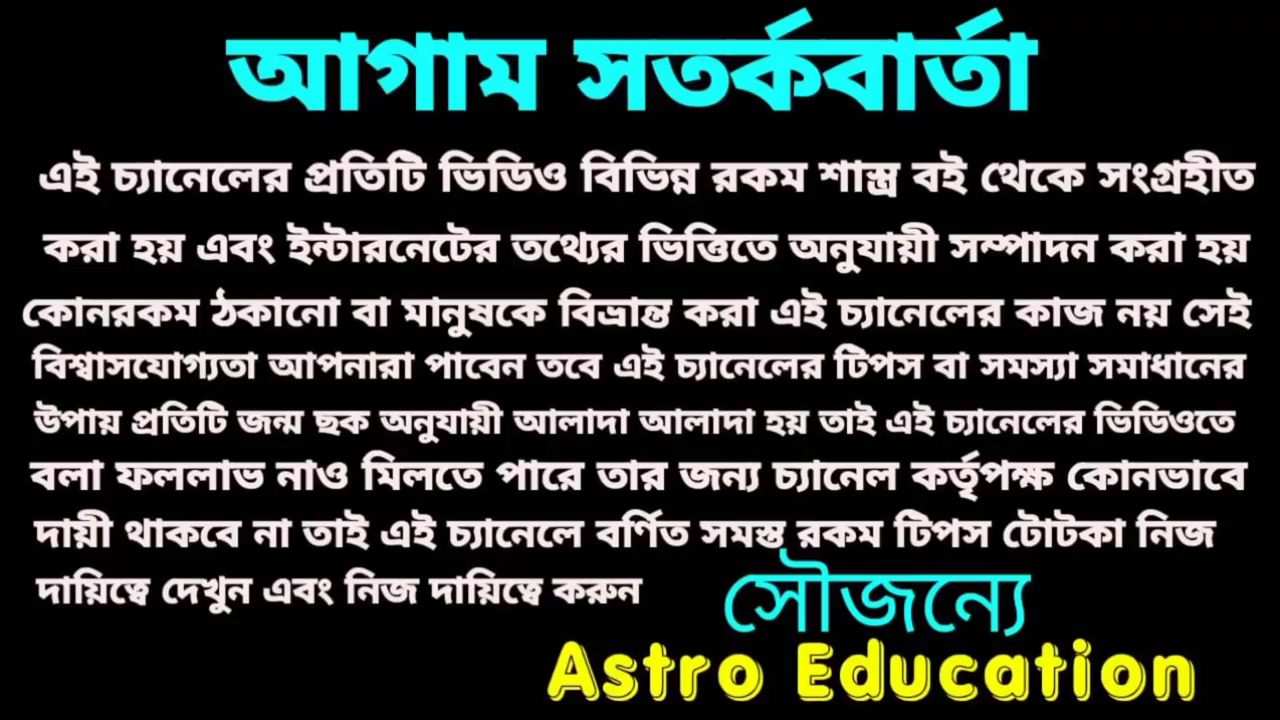 আগাম সতর্কবার্তা
এই চ্যানেলের প্রতিটি ভিডিও বিভিন্ন রকম শাস্ত্র বই থেকে সংগ্রহীত
করা হয় এবং ইন্টারনেটের তথ্যের ভিত্তিতে অনুযায়ী সম্পাদন করা হয়
কোনরকম ঠকানো বা মানুষকে বিভ্রান্ত করা এই চ্যানেলের কাজ নয় সেই
বিশ্বাসযোগ্যতা আপনারা পাবেন তবে এই চ্যানেলের টিপস বা সমস্যা সমাধানের
উপায় প্রতিটি জন্ম ছক অনুযায়ী আলাদা আলাদা হয় তাই এই চ্যানেলের ভিডিওতে
বলা ফললাভ নাও মিলতে পারে তার জন্য চ্যানেল কর্তৃপক্ষ কোনভাবে
দায়ী থাকবে না তাই এই চ্যানেলে বর্ণিত সমস্ত রকম টিপস টোটকা নিজ
দায়িত্বে দেখুন এবং নিজ দায়িত্বে করুন
সৌজন্যে
Astro Education